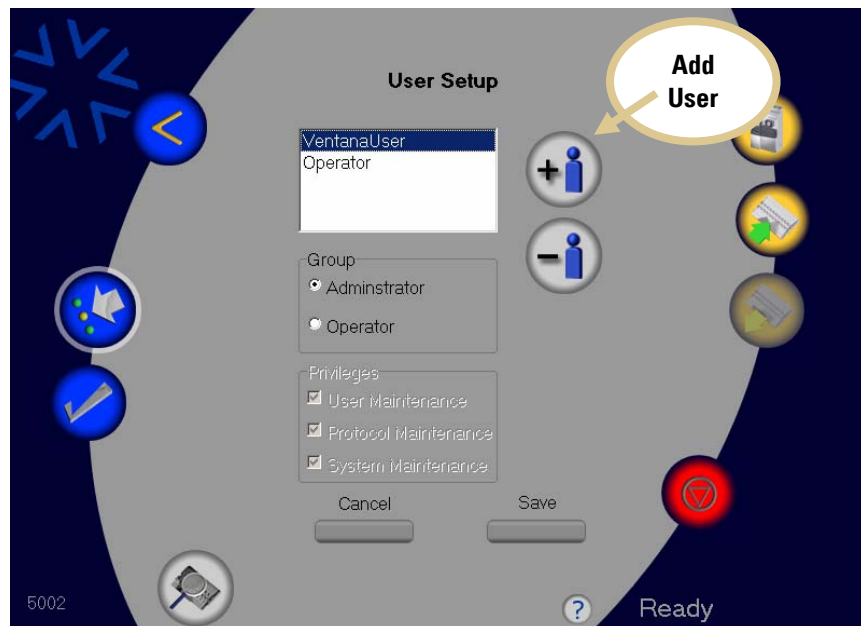 User Setup
Add
User
VentanaUser
Operator
Group
Adminstrator
Operator
Privileges
User Maintenance
Protocol Maintenance
System Maintenance
Cancel
Save
5002
?
Ready